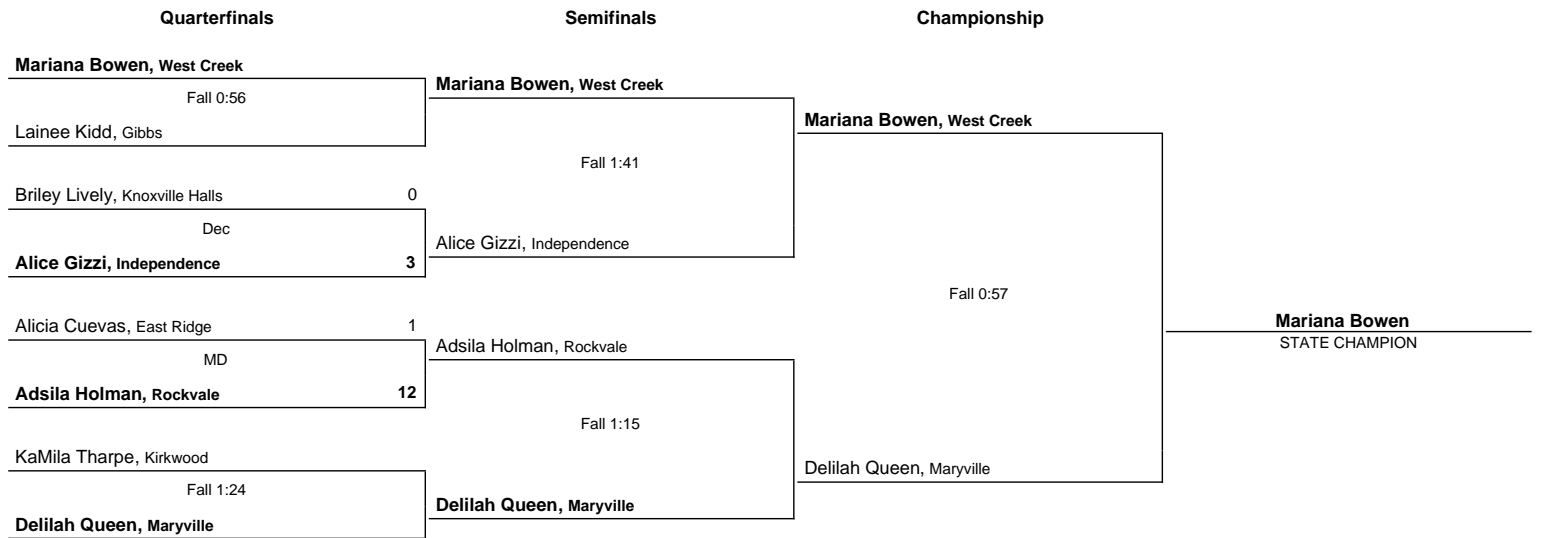 Quarterfinals Semifinals Championship
Mariana Bowen, West Creek
Fall 0:56
Lainee Kidd, Gibbs
Briley Lively, Knoxville Halls 0
Dec
Alice Gizzi, Independence 3
Alicia Cuevas, East Ridge 1
MD
Adsila Holman, Rockvale 12
KaMila Tharpe, Kirkwood
Fall 1:24
Delilah Queen, Maryville
Mariana Bowen, West Creek
Fall 1:41
Alice Gizzi, Independence
Adsila Holman, Rockvale
Fall 1:15
Delilah Queen, Maryville
Mariana Bowen, West Creek
Fall 0:57
Delilah Queen, Maryville
Mariana Bowen
STATE CHAMPION